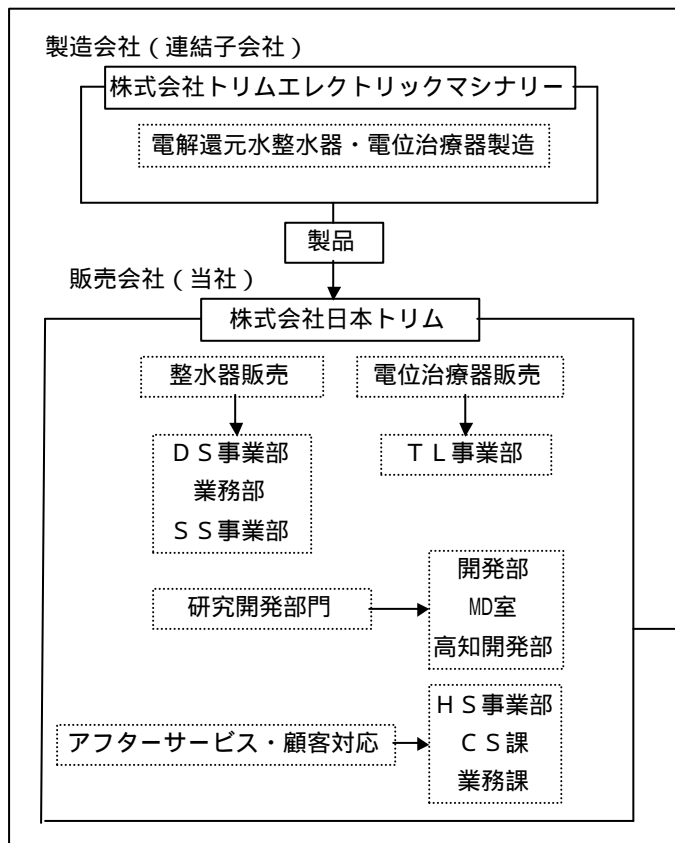 製造会社(連結子会社)
株式会社トリムエレクトリックマシナリー
電解還元水整水器・電位治療器製造
製品
販売会社(当社)
株式会社日本トリム
整水器販売
電位治療器販売
DS事業部
業務部
SS事業部
TL事業部
研究開発部門
開発部
MD室
高知開発部
アフターサービス・顧客対応
HS事業部
CS課
業務課